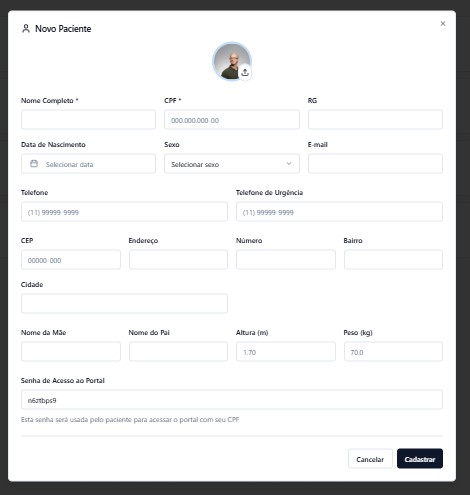 Novo Paciente
Nome Completo * CPF * RG
000.000.000-00
Data de Nascimento Sexo E-mail
Selecionar data Selecionar sexo
Telefone Telefone de Urgência
(11) 99999-9999 (11) 99999-9999
CEP Endereço Número Bairro
00000-000
Cidade
Nome da Mãe Nome do Pai Altura (m) Peso (kg)
1.70 70.0
Senha de Acesso ao Portal
n6ztbps9
Esta senha será usada pelo paciente para acessar o portal com seu CPF
Cancelar Cadastrar